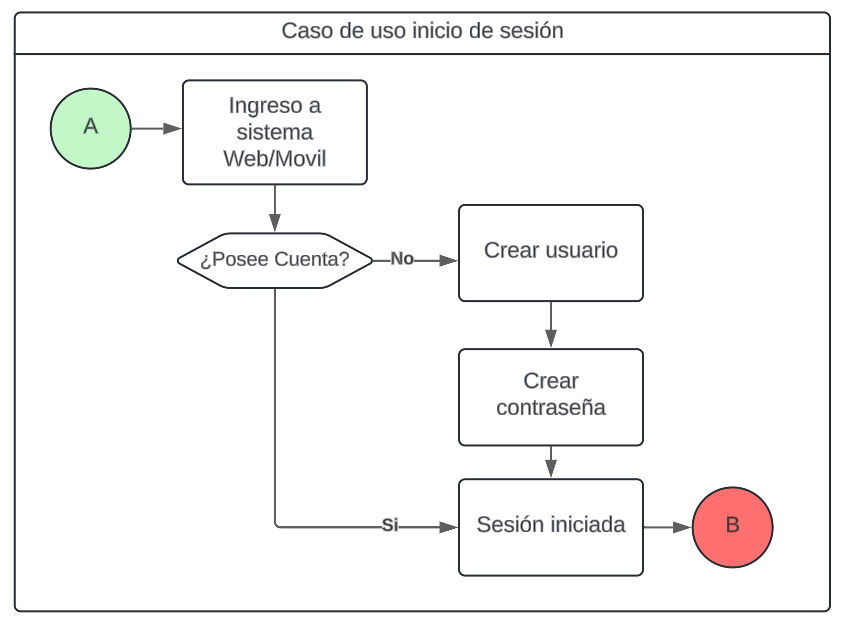 Caso de uso inicio de sesión
A
Ingreso a
sistema
Web/Movil
¿Posee Cuenta?
No
Crear usuario
Crear
contraseña
Si
Sesión iniciada
B